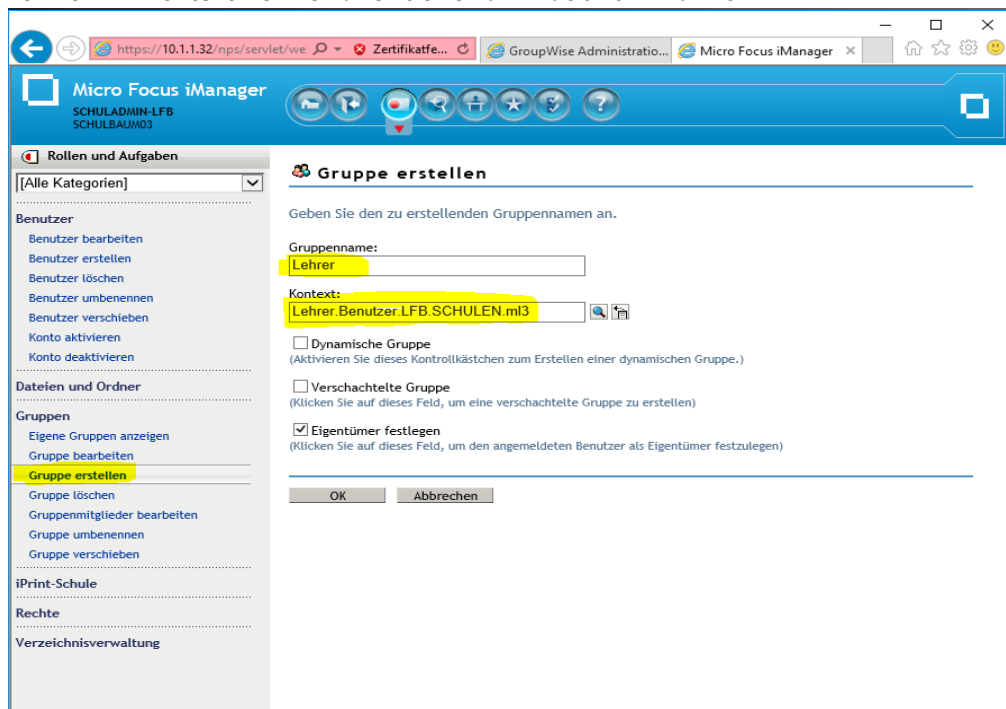 https://10.1.1.32/nps/servlet/we
Zertifikatfe...
GroupWise Administratio...
Micro Focus iManager
Micro Focus iManager
SCHULADMIN-LFB
SCHULBAUM03
Rollen und Aufgaben
[Alle Kategorien]
Benutzer
Benutzer bearbeiten
Benutzer erstellen
Benutzer löschen
Benutzer umbenennen
Benutzer verschieben
Konto aktivieren
Konto deaktivieren
Dateien und Ordner
Gruppen
Eigene Gruppen anzeigen
Gruppe bearbeiten
Gruppe erstellen
Gruppe löschen
Gruppenmitglieder bearbeiten
Gruppe umbenennen
Gruppe verschieben
iPrint-Schule
Rechte
Verzeichnisverwaltung
Gruppe erstellen
Geben Sie den zu erstellenden Gruppennamen an.
Gruppenname:
Lehrer
Kontext:
Lehrer.Benutzer.LFB.SCHULEN.ml3
Dynamische Gruppe
(Aktivieren Sie dieses Kontrollkästchen zum Erstellen einer dynamischen Gruppe.)
Verschachtelte Gruppe
(Klicken Sie auf dieses Feld, um eine verschachtelte Gruppe zu erstellen)
Eigentümer festlegen
(Klicken Sie auf dieses Feld, um den angemeldeten Benutzer als Eigentümer festzulegen)
OK
Abbrechen